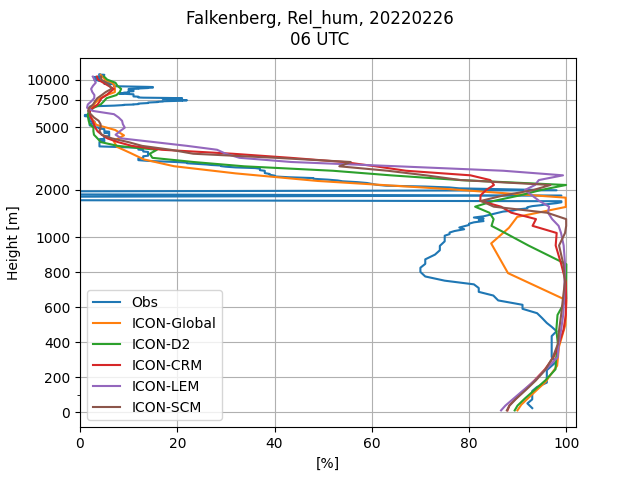 Falkenberg, Rel_hum, 20220226
06 UTC
Height [m]
10000
7500
5000
2000
1000
800
600
400
200
0
Obs
ICON-Global
ICON-D2
ICON-CRM
ICON-LEM
ICON-SCM
0 20 40 60 80 100
[%]